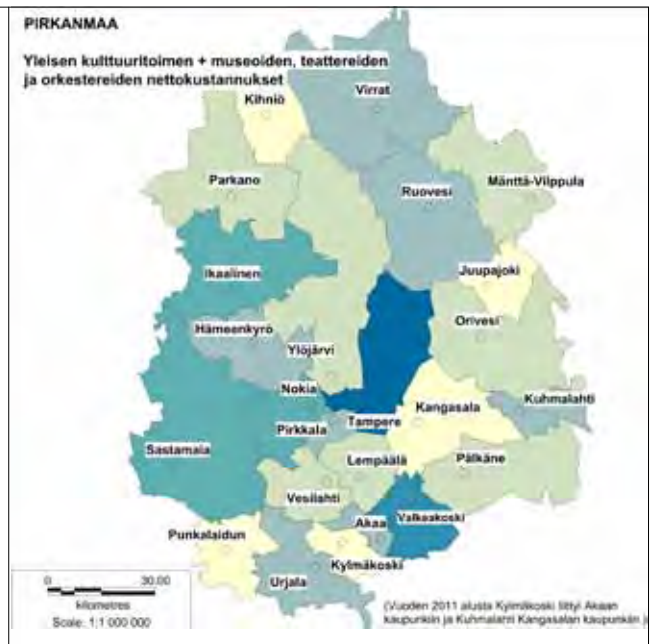 PIRKANMAA
Yleisen kulttuuritoimen + museoiden, teattereiden
ja orkestereiden nettokustannukset
Kihniö
Virrat
Parkano
Ruovesi
Mänttä-Vilppula
Ikaalinen
Juupajoki
Hämeenkyrö
Ylöjärvi
Orivesi
Nokia
Kangasala
Kuhmalahti
Pirkkala
Tampere
Sastamala
Lempäälä
Pälkäne
Vesilahti
Akaa
Valkeakoski
Punkalaidun
Kylmäkoski
Urjala
0 30,00
kilometres
Scale: 1:1 000 000
(Vuoden 2011 alusta Kylmäkoski liittyi Akaan
kaupunkiin ja Kuhmalahti Kangasalan kaupunkiin j